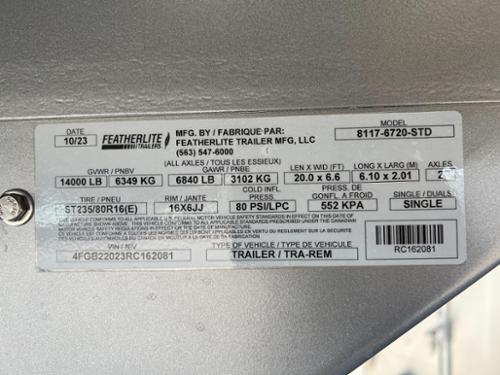 DATE
10/23
FEATHERLITE
TRAILERS
MFG. BY / FABRIQUE PAR:
FEATHERLITE TRAILER MFG, LLC
(563) 547-6000
MODEL
8117-6720-STD
(ALL AXLES / TOUS LES ESSIEUX)
GVWR / PNBV
GAWR / PNBE
LEN X WID (FT)
LONG X LARG (M)
AXLES
14000 LB 6349 KG 6840 LB 3102 KG 20.0 x 6.6 6.10 x 2.01 2
TIRE / PNEU
RIM / JANTE
COLD INFL. PRESS.
PRESS. DE GONFL. A FROID
SINGLE / DUALS
ST235/80R16(E) 16X6JJ 80 PSI/LPC 552 KPA SINGLE
V.I.N / N.I.V
4FGB22023RC162081
TYPE OF VEHICLE / TYPE DE VEHICULE
TRAILER / TRA-REM
RC162081